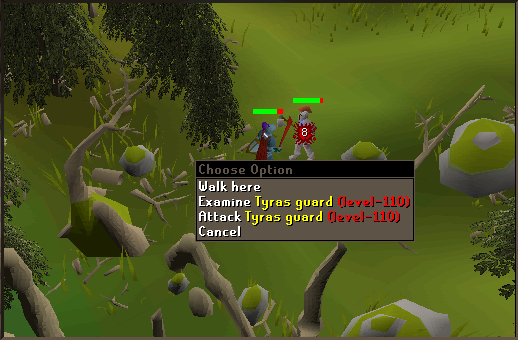 8
Choose Option
Walk here
Examine Tyras guard (level-110)
Attack Tyras guard (level-110)
Cancel